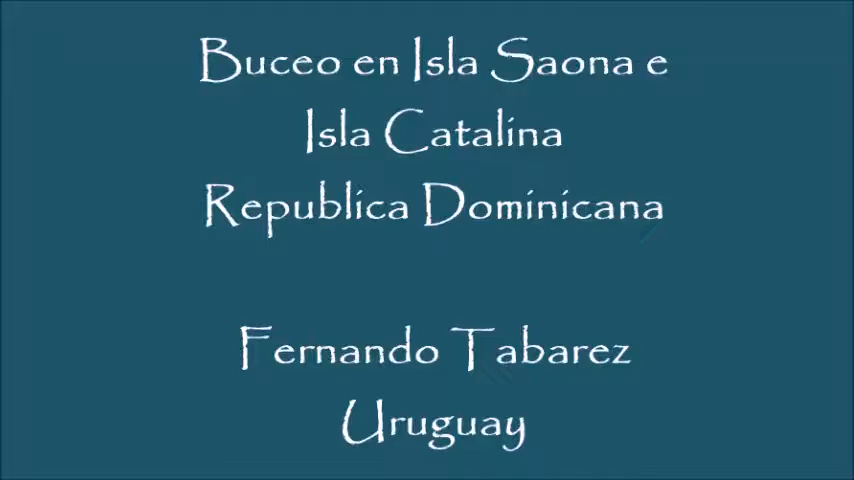 Buceo en Isla Saona e
Isla Catalina
Republica Dominicana
Fernando Tabarez
Uruguay